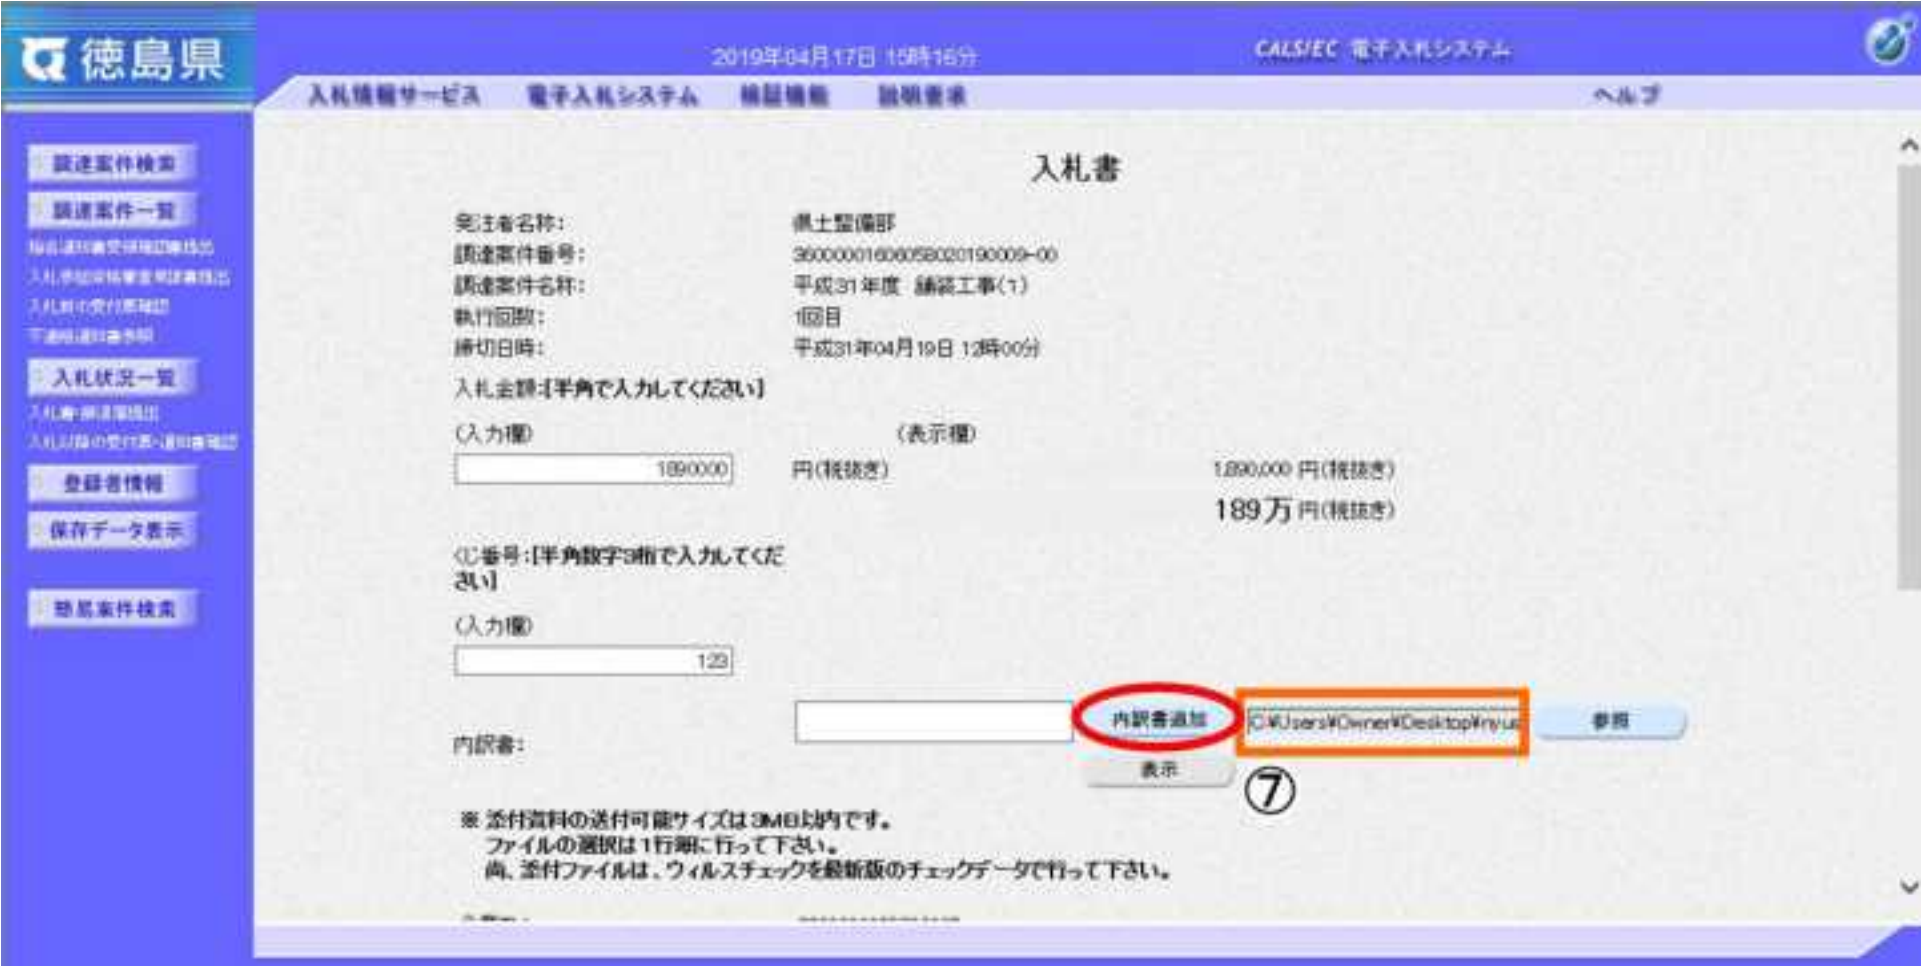 徳島県
2019年04月17日 15時16分
CALS/EC 電子入札システム
入札情報サービス 電子入札システム 検証機能 説明要求 ヘルプ
調達案件検索
調達案件一覧
入札状況一覧
登録者情報
保存データ表示
簡易案件検索
入札書
発注者名称： 県土整備部
調達案件番号： 36000001606058020190009-00
調達案件名称： 平成31年度 舗装工事(1)
執行回数： 1回目
締切日時： 平成31年04月19日 12時00分
入札金額:[半角で入力してください]
(入力欄) (表示欄)
1890000 円(税抜き) 1,890,000 円(税抜き)
189万 円(税抜き)
くじ番号:[半角数字3桁で入力してください]
(入力欄)
123
内訳書追加 C:¥Users¥Owner¥Desktop¥nyus 参照
内訳書：
表示
⑦
※ 添付資料の送付可能サイズは3MB以内です。
ファイルの選択は1行毎に行って下さい。
尚、添付ファイルは、ウィルスチェックを最新版のチェックデータで行って下さい。